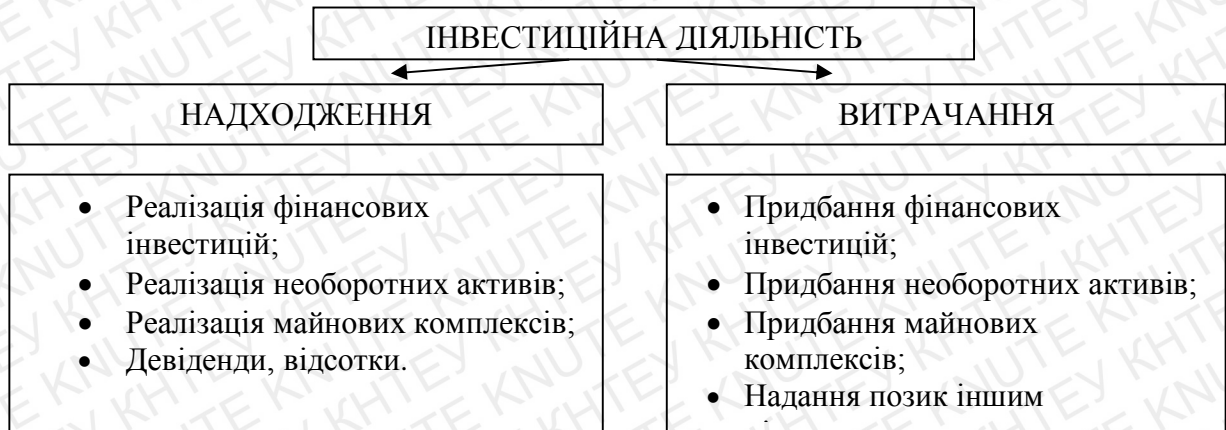 ІНВЕСТИЦІЙНА ДІЯЛЬНІСТЬ
НАДХОДЖЕННЯ
ВИТРАЧАННЯ
• Реалізація фінансових
інвестицій;
• Реалізація необоротних активів;
• Реалізація майнових комплексів;
• Девіденди, відсотки.
• Придбання фінансових
інвестицій;
• Придбання необоротних активів;
• Придбання майнових
комплексів;
• Надання позик іншим